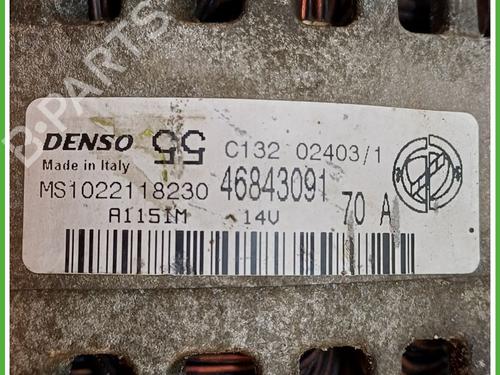 DENSO 55 C132 02403/1
Made in Italy
MS1022118230 46843091
A115IM 14V 70 A
B-PARTS